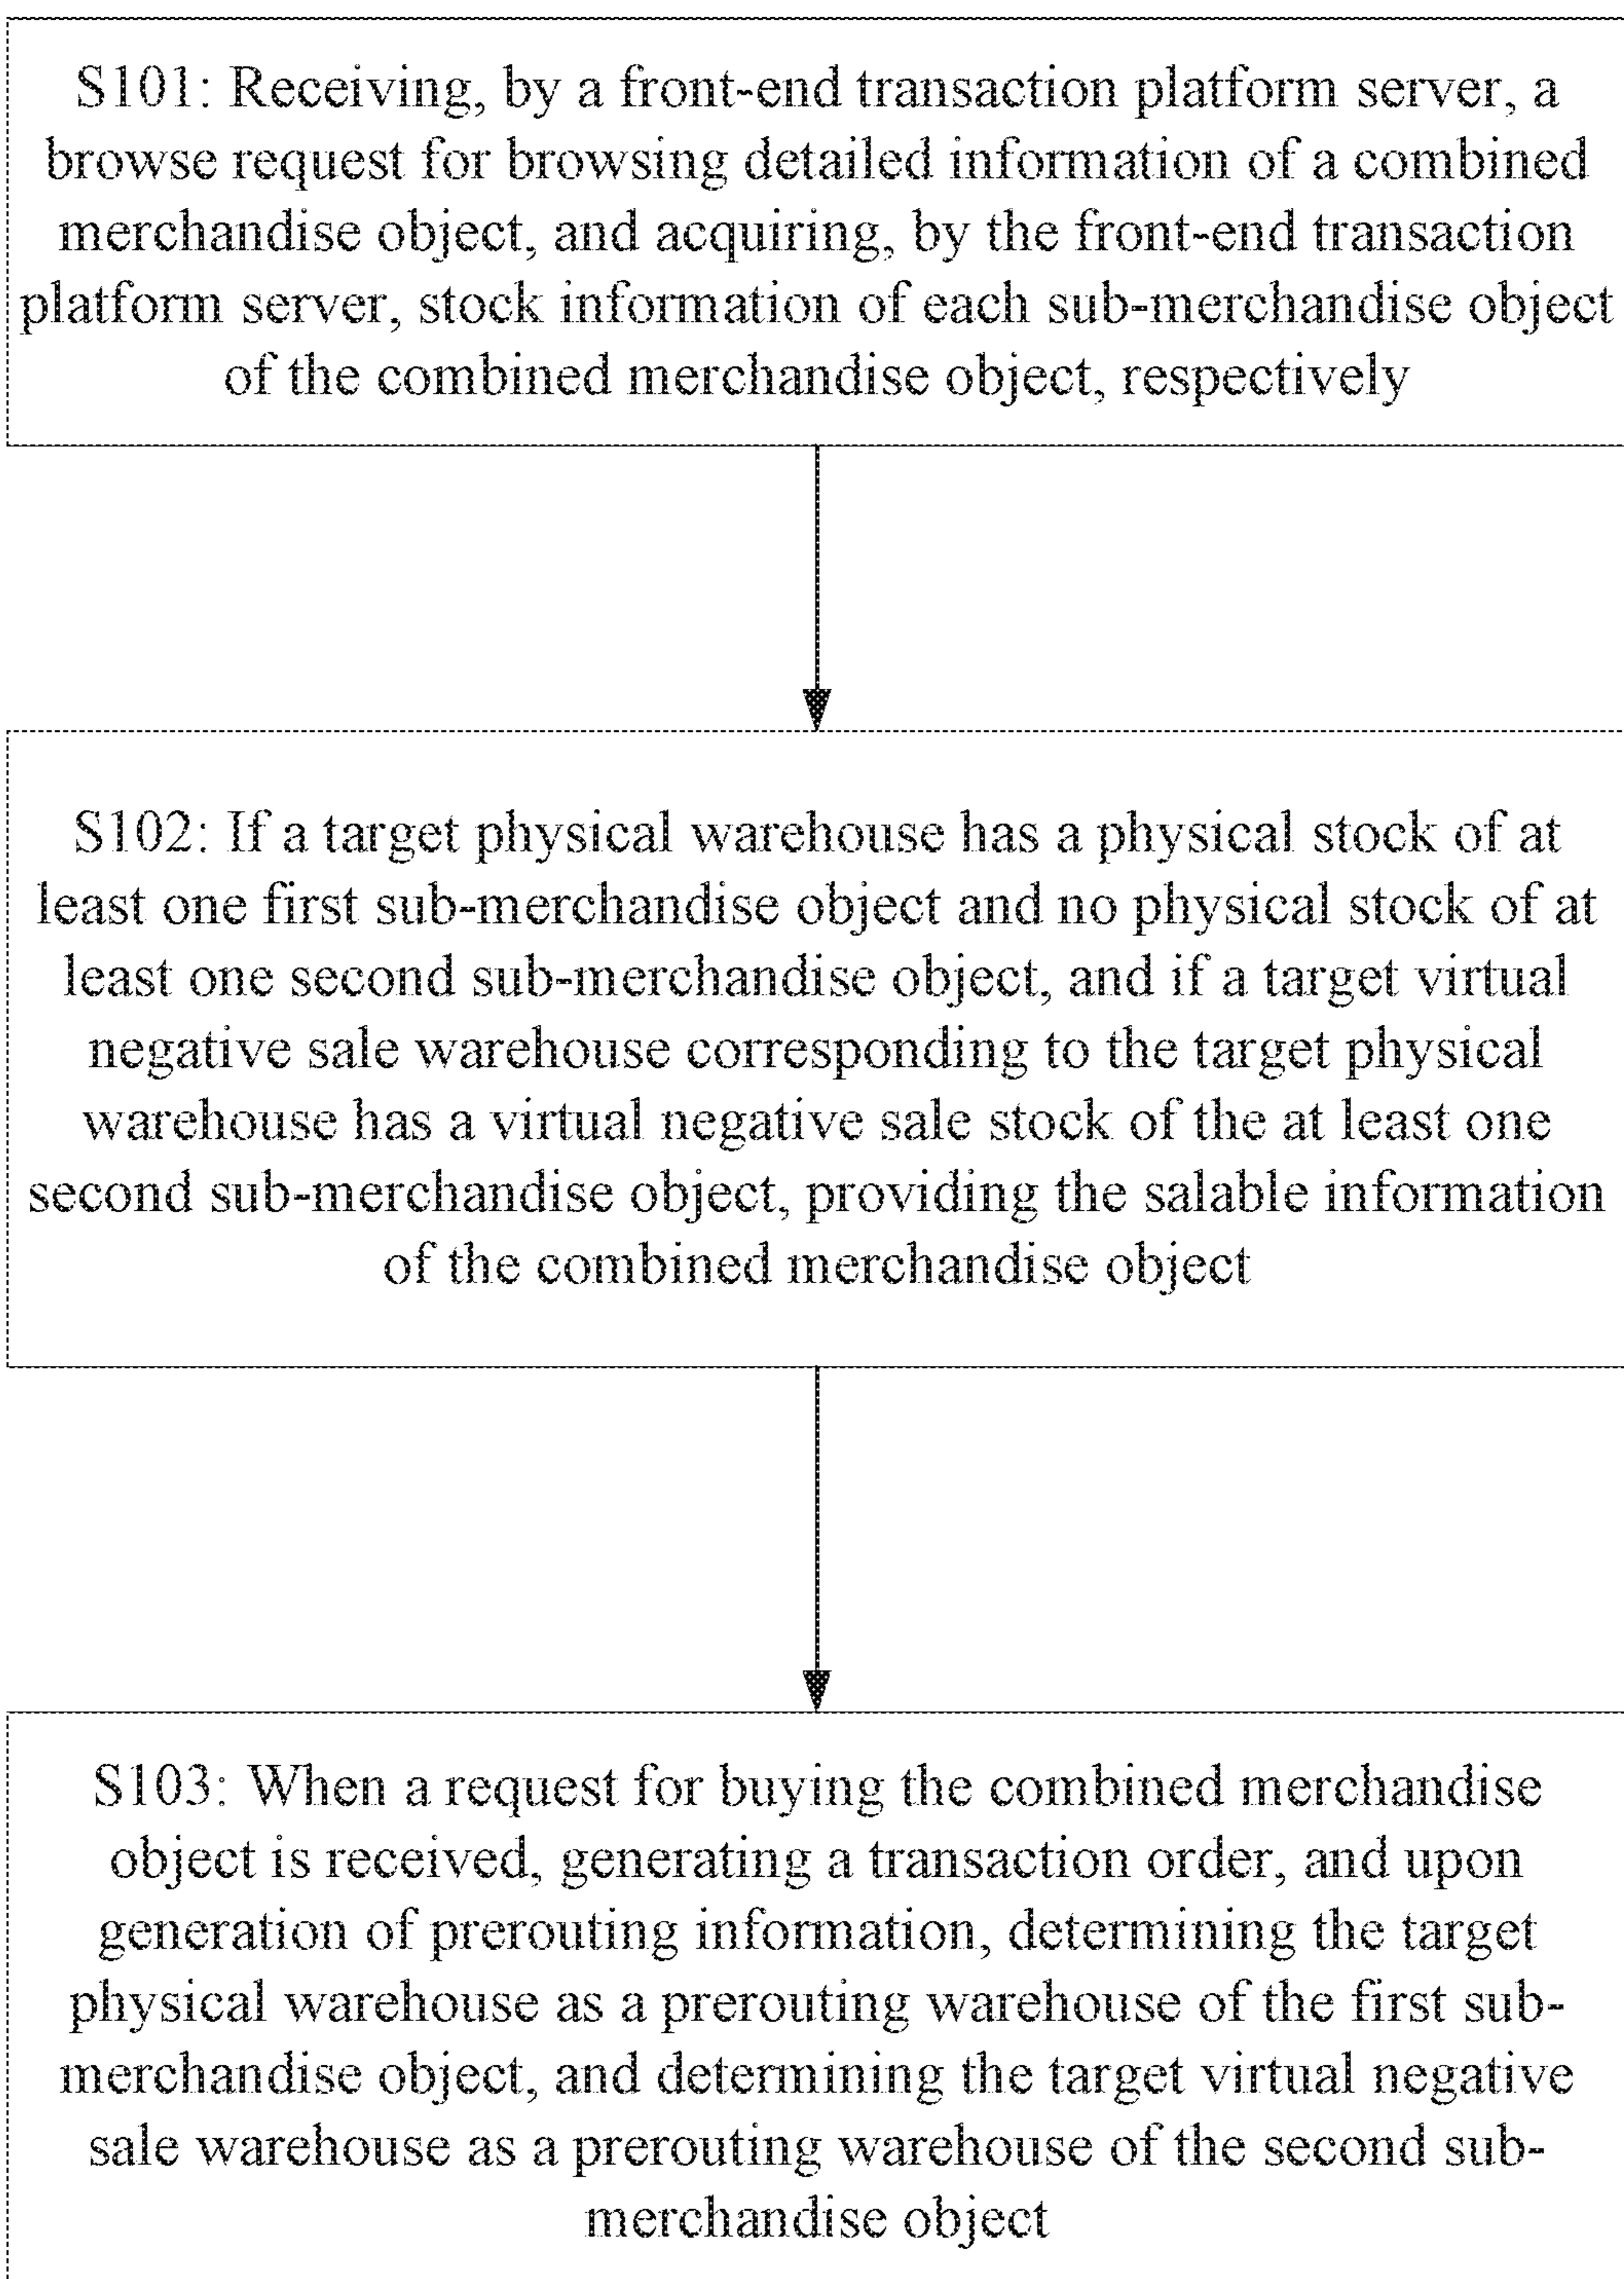 S101: Receiving, by a front-end transaction platform server, a
browse request for browsing detailed information of a combined
merchandise object, and acquiring, by the front-end transaction
platform server, stock information of each sub-merchandise object
of the combined merchandise object, respectively
S102: If a target physical warehouse has a physical stock of at
least one first sub-merchandise object and no physical stock of at
least one second sub-merchandise object, and if a target virtual
negative sale warehouse corresponding to the target physical
warehouse has a virtual negative sale stock of the at least one
second sub-merchandise object, providing the salable information
of the combined merchandise object
S103: When a request for buying the combined merchandise
object is received, generating a transaction order, and upon
generation of prerouting information, determining the target
physical warehouse as a prerouting warehouse of the first sub-
merchandise object, and determining the target virtual negative
sale warehouse as a prerouting warehouse of the second sub-
merchandise object